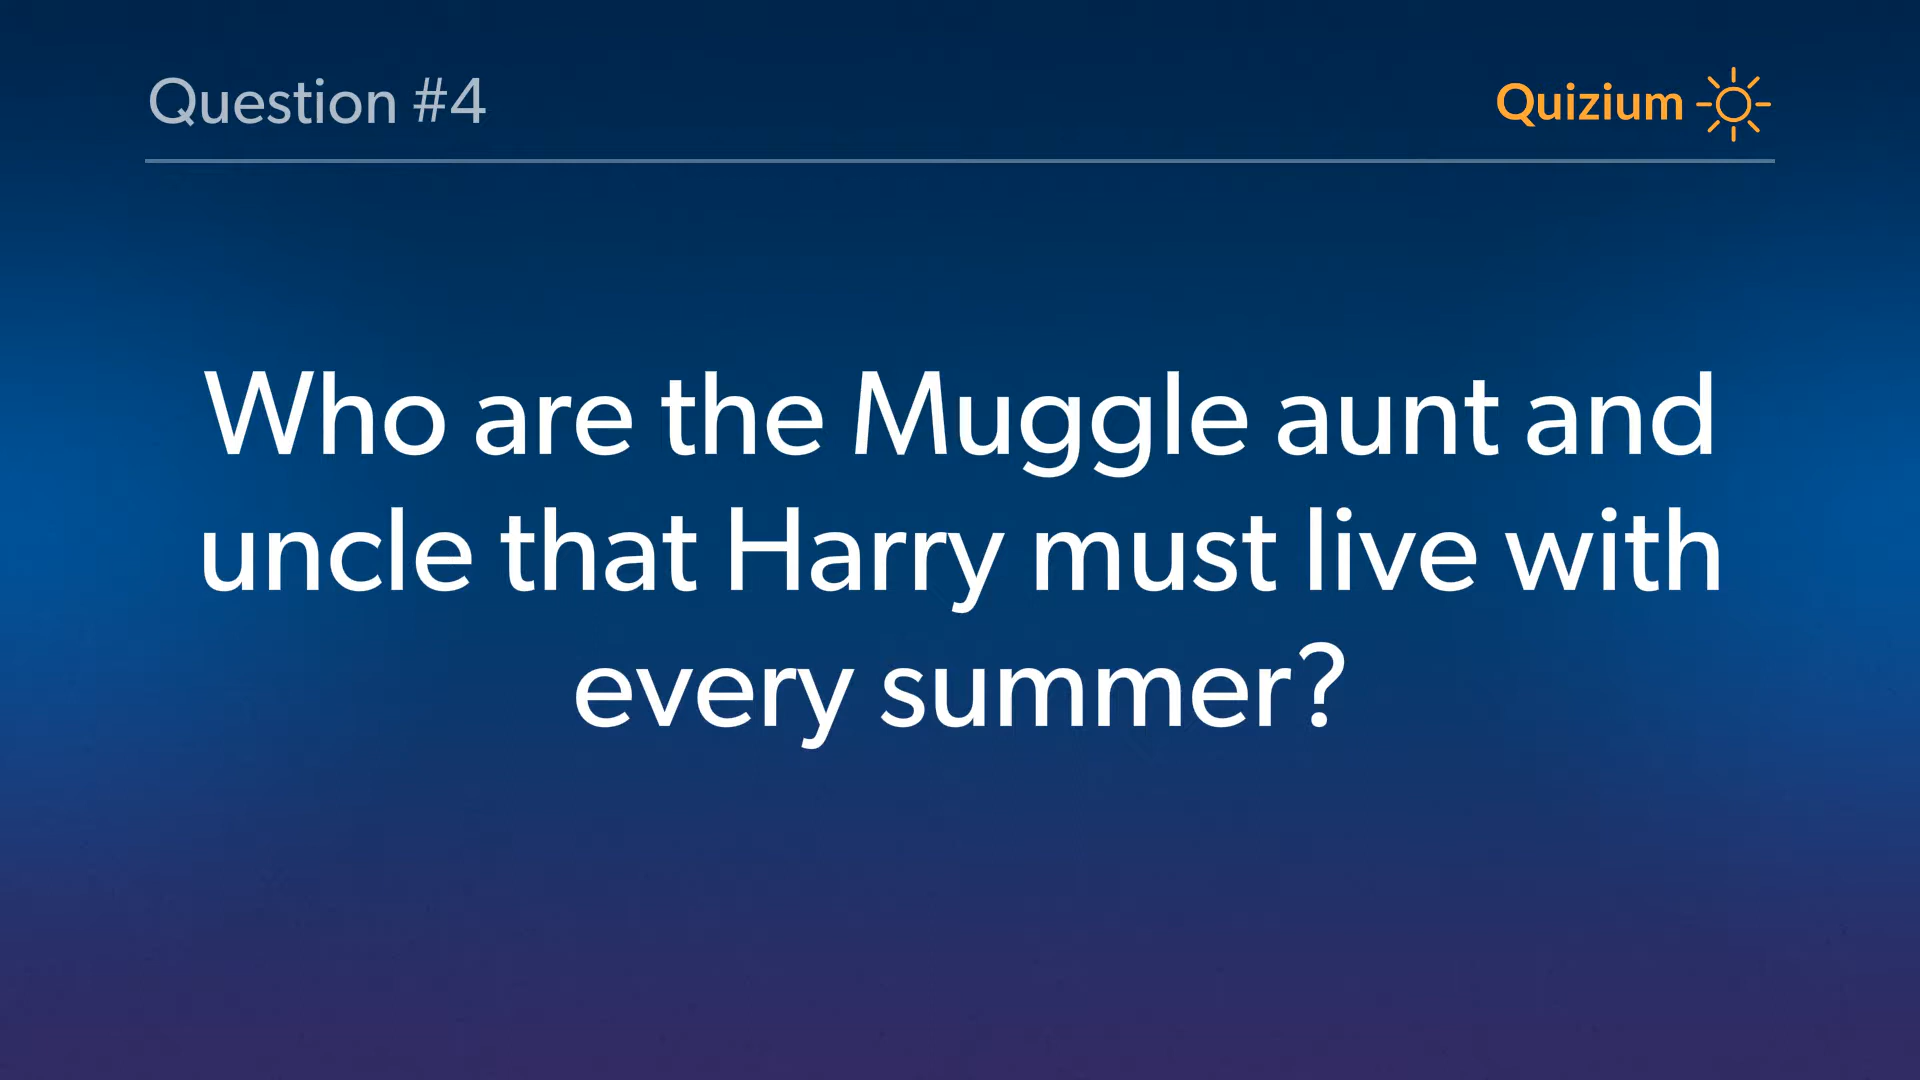 Question #4
Quizium
Who are the Muggle aunt and
uncle that Harry must live with
every summer?